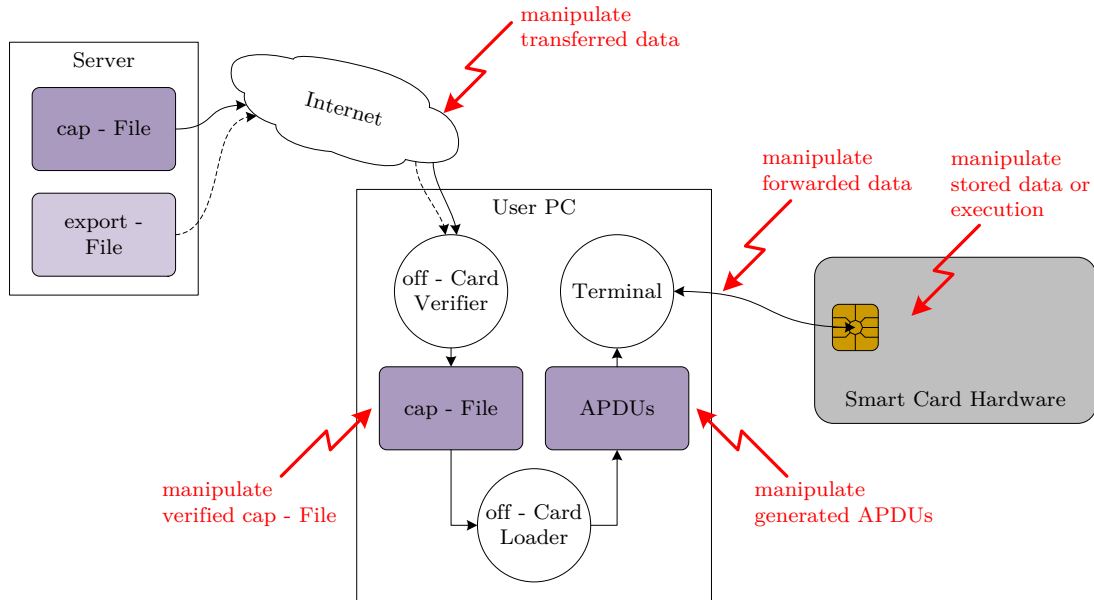 manipulate
transferred data
Server
cap - File
export -
File
Internet
User PC
off - Card
Verifier
Terminal
cap - File
APDUs
off - Card
Loader
manipulate
forwarded data
manipulate
stored data or
execution
Smart Card Hardware
manipulate
verified cap - File
manipulate
generated APDUs